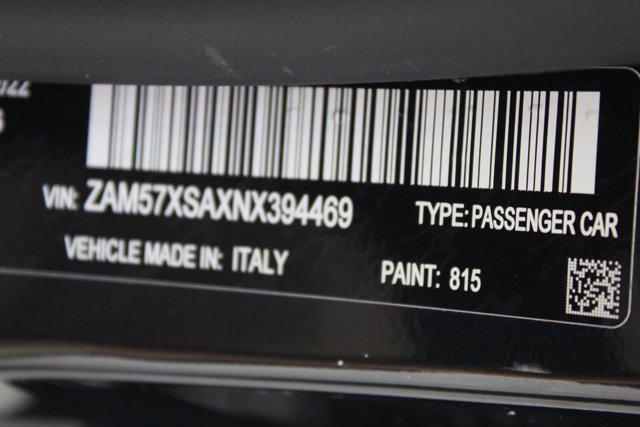 VIN: ZAM57XSAXNX394469
TYPE: PASSENGER CAR
VEHICLE MADE IN: ITALY
PAINT: 815